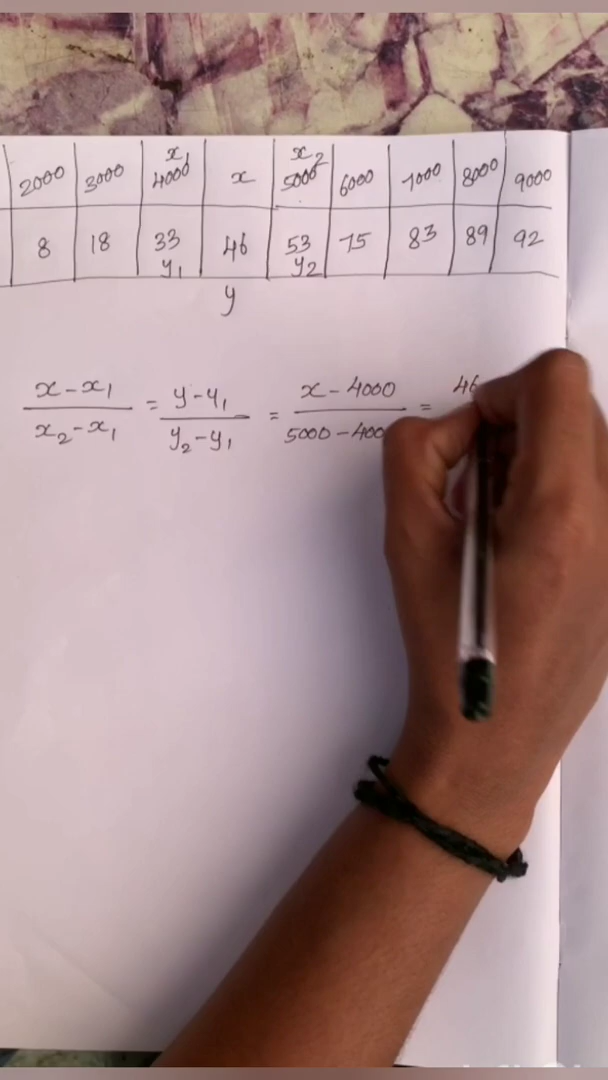 2000 3000 x1 4000 x x2 5000 6000 7000 8000 9000
8 18 33 46 53 75 83 89 92
y1 y2
y
x - x1 / x2 - x1 = y - y1 / y2 - y1 = x - 4000 / 5000 - 400 = 46